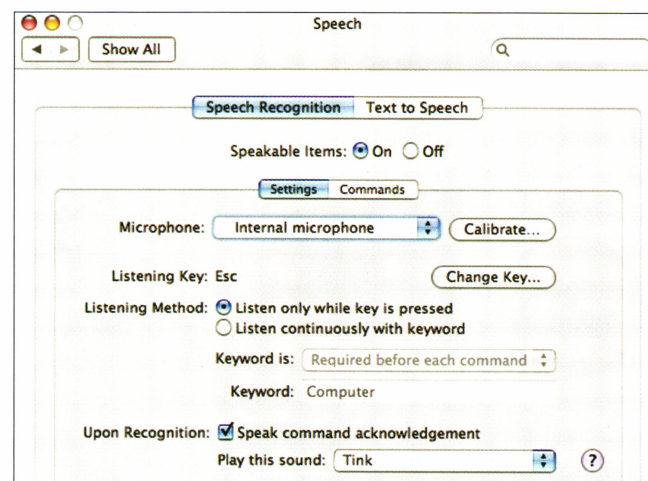 Speech
Show All
Speech Recognition Text to Speech
Speakable Items: On Off
Settings Commands
Microphone: Internal microphone Calibrate...
Listening Key: Esc Change Key...
Listening Method: Listen only while key is pressed
Listen continuously with keyword
Keyword is: Required before each command
Keyword: Computer
Upon Recognition: Speak command acknowledgement
Play this sound: Tink ?